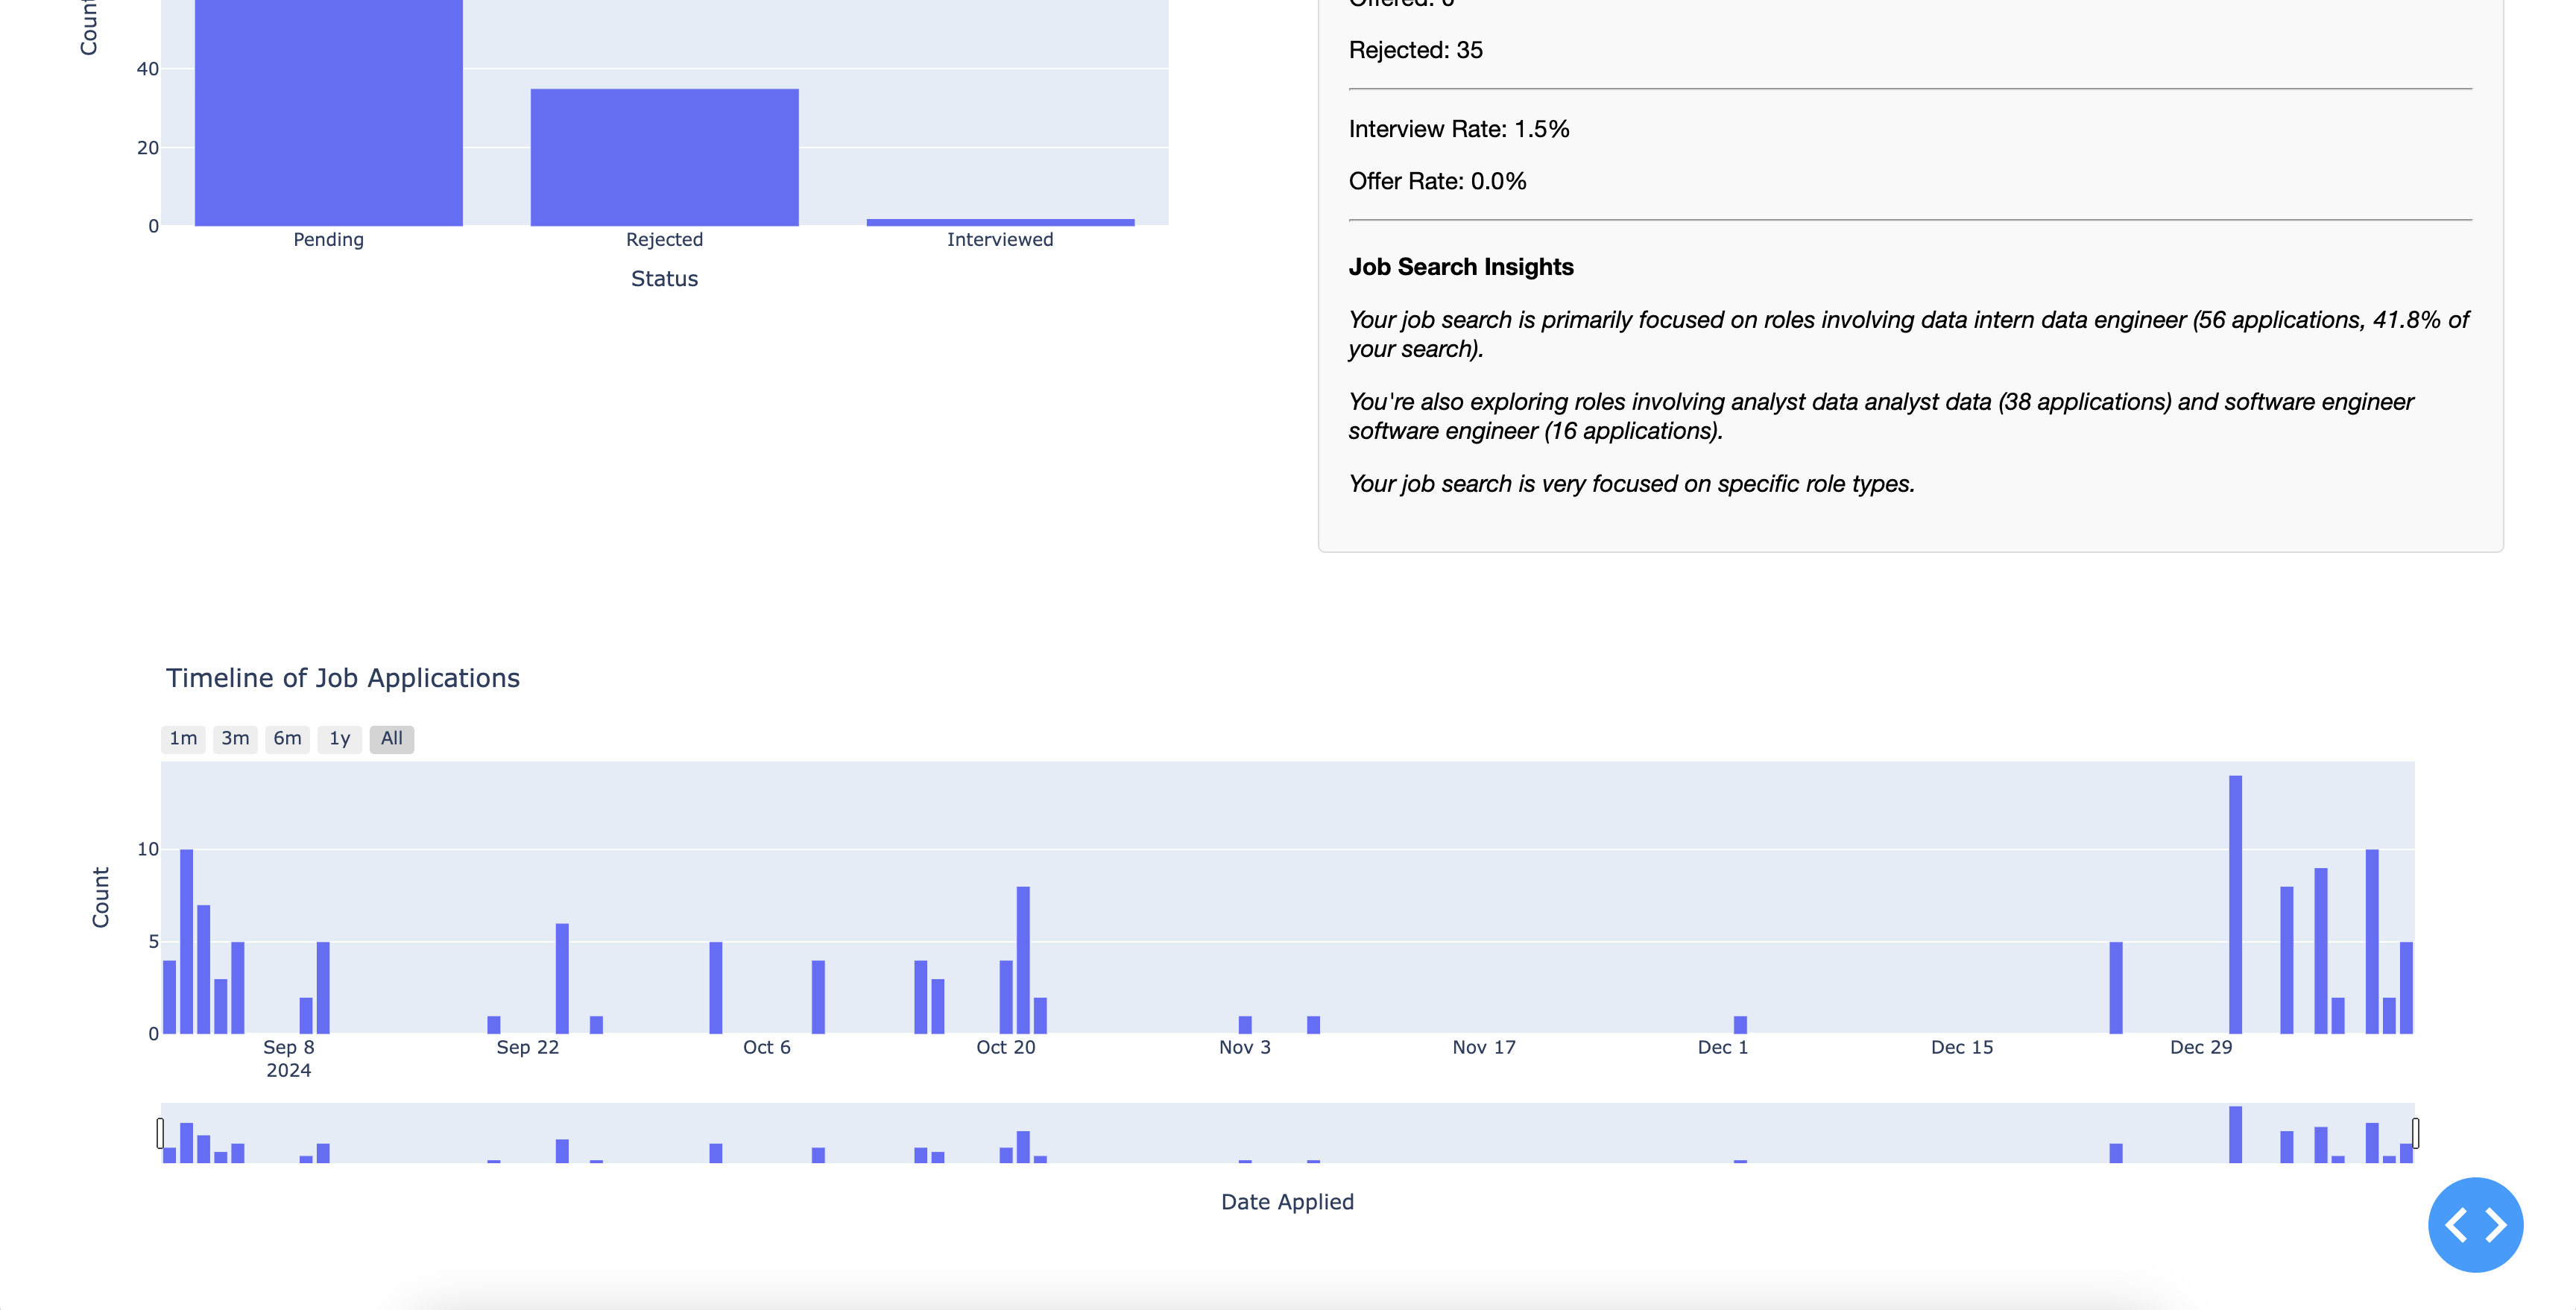 Count
40
20
0
Pending
Rejected
Interviewed
Status
Rejected: 35
Interview Rate: 1.5%
Offer Rate: 0.0%
Job Search Insights
Your job search is primarily focused on roles involving data intern data engineer (56 applications, 41.8% of
your search).
You're also exploring roles involving analyst data analyst data (38 applications) and software engineer
software engineer (16 applications).
Your job search is very focused on specific role types.
Timeline of Job Applications
1m 3m 6m 1y All
Count
10
5
0
Sep 8 Sep 22 Oct 6 Oct 20 Nov 3 Nov 17 Dec 1 Dec 15 Dec 29
2024
Date Applied